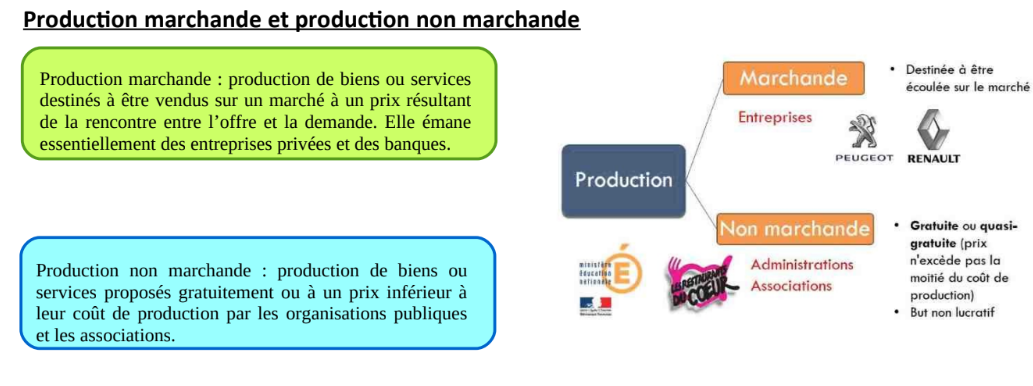 Production marchande et production non marchande
Production marchande : production de biens ou services
destinés à être vendus sur un marché à un prix résultant
de la rencontre entre l’offre et la demande. Elle émane
essentiellement des entreprises privées et des banques.
Production non marchande : production de biens ou
services proposés gratuitement ou à un prix inférieur à
leur coût de production par les organisations publiques
et les associations.
Production
Marchande
• Destinée à être
écoulée sur le marché
Entreprises
PEUGEOT
RENAULT
Non marchande
• Gratuite ou quasi-
gratuite (prix
n'excède pas la
moitié du coût de
production)
• But non lucratif
Administrations
Associations
ministère
éducation
nationale
É
LES RESTAURANTS
DU COEUR